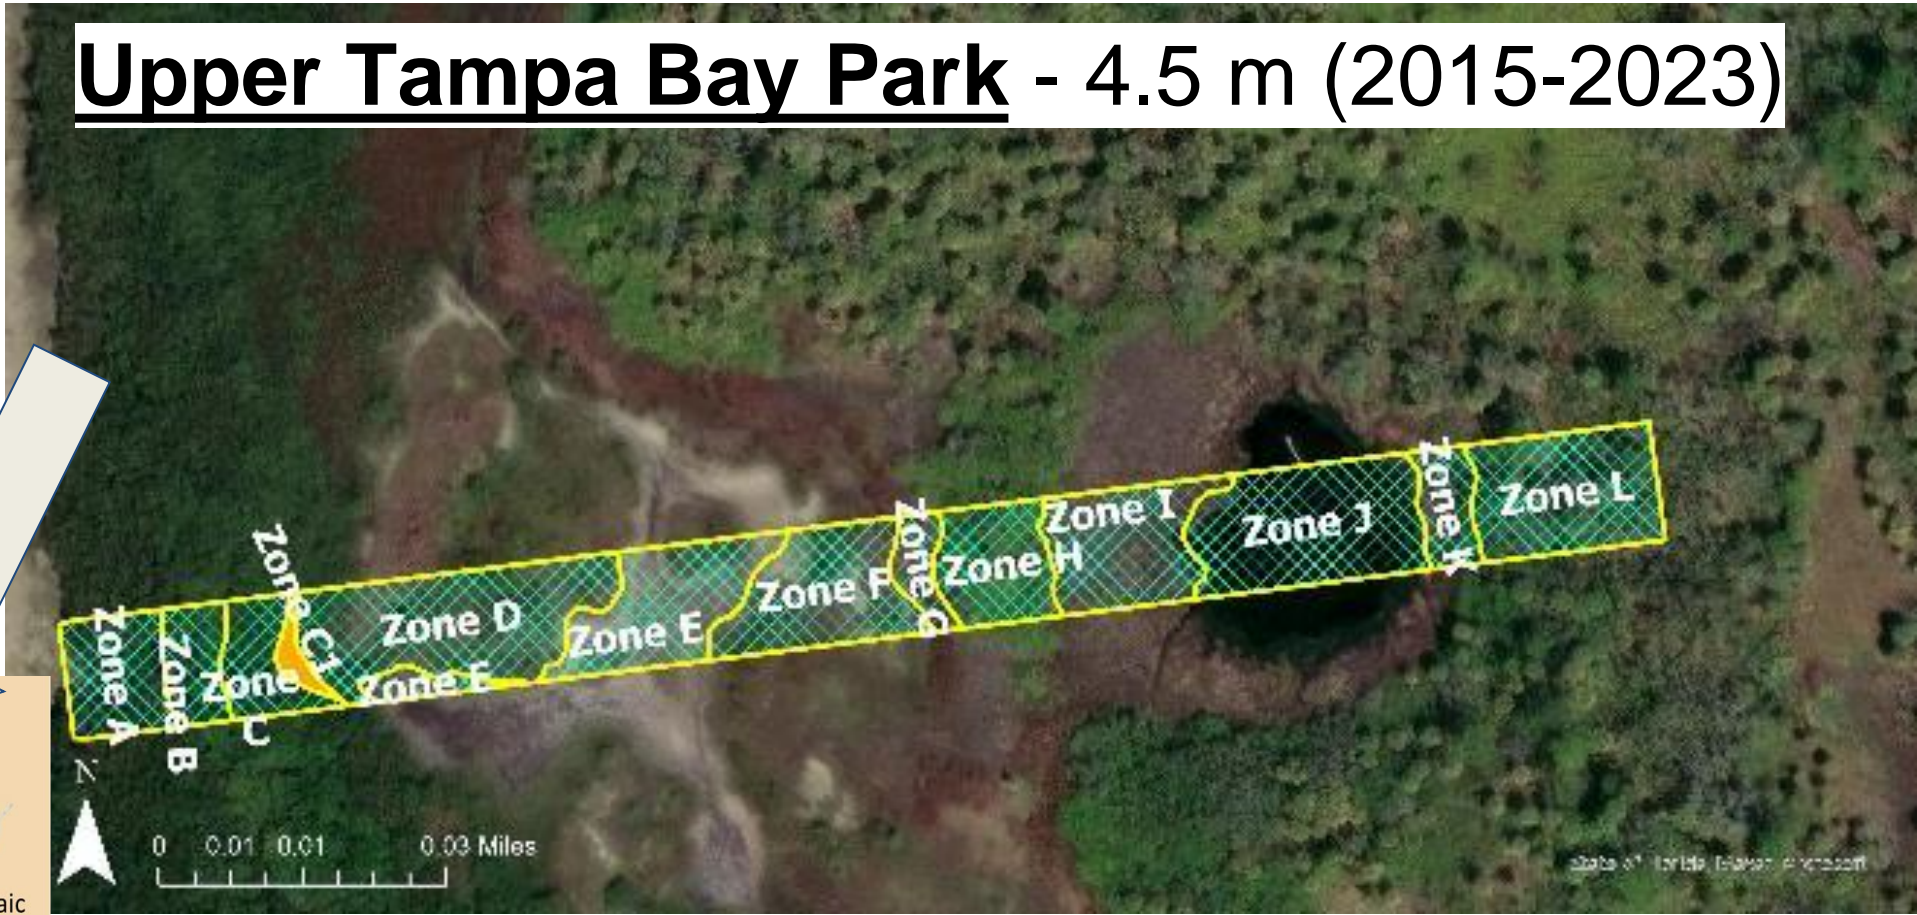 Upper Tampa Bay Park - 4.5 m (2015-2023)
Zone A
Zone B
Zone
C
Zone C1
Zone D
Zone E
Zone E
Zone F
Zone G
Zone H
Zone I
Zone J
Zone K
Zone L
N
0 0.01 0.01 0.03 Miles
aic